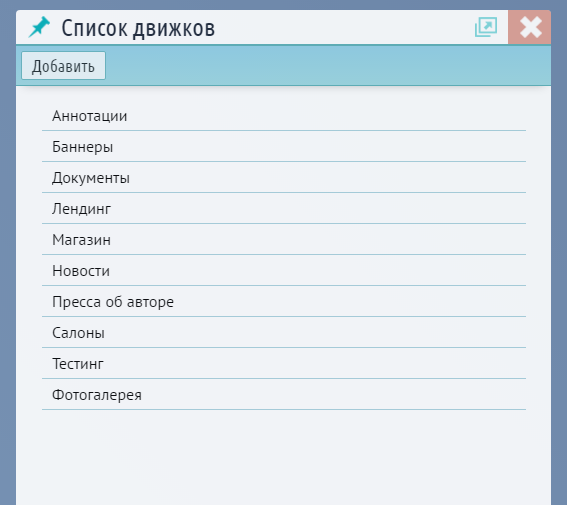 Список движков
Добавить
Аннотации
Баннеры
Документы
Лендинг
Магазин
Новости
Пресса об авторе
Салоны
Тестинг
Фотогалерея